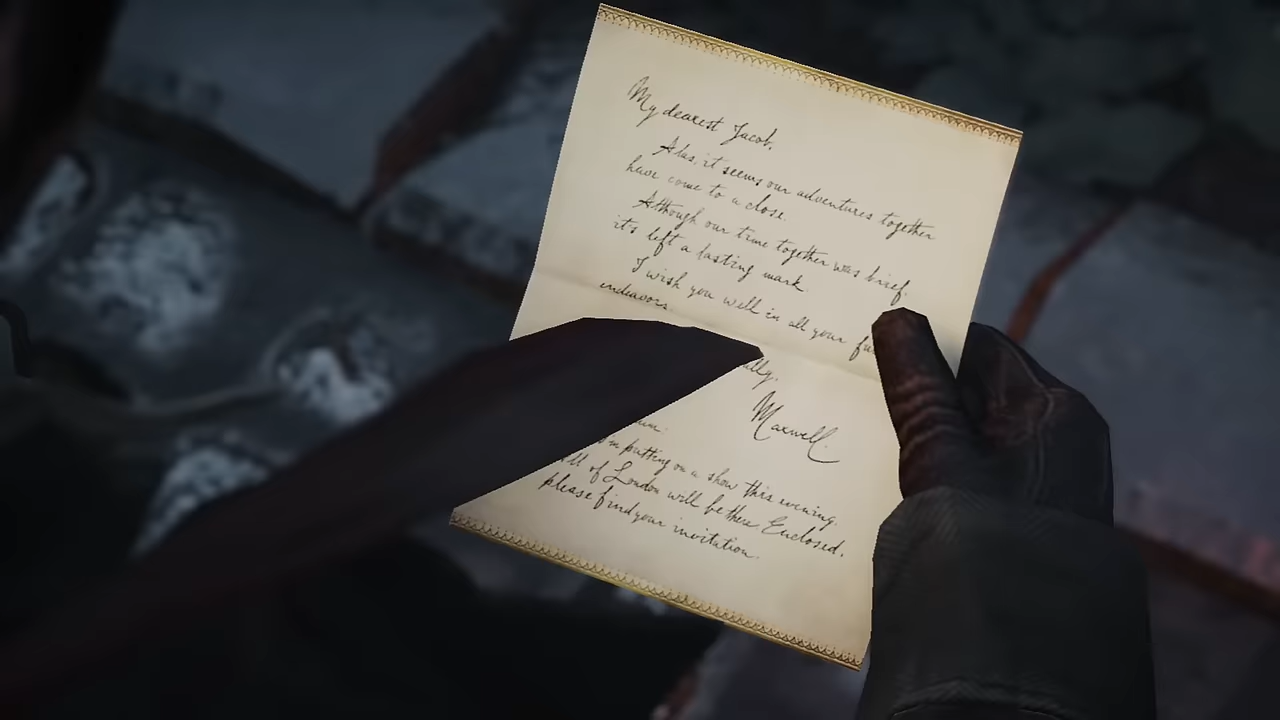 My dearest Jacob,
Alas, it seems our adventures together
have come to a close.
Although our time together was brief,
it's left a lasting mark
I wish you well in all your
endeavors.
Maxwell.
putting on a show this evening.
of London will be there Enclosed,
please find your invitation.